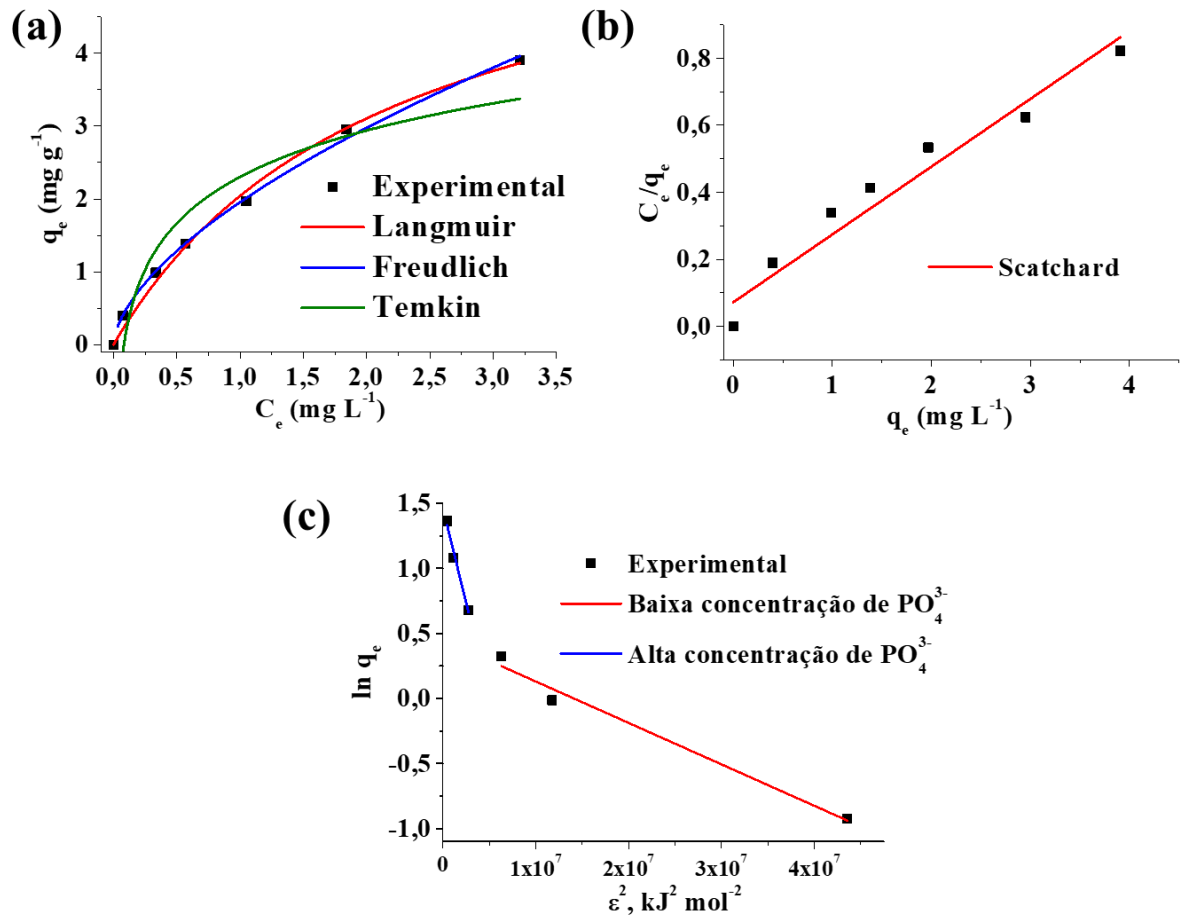 (a)
4
3
2
1
0
q_e (mg g^-1)
Experimental
Langmuir
Freudlich
Temkin
0,0 0,5 1,0 1,5 2,0 2,5 3,0 3,5
C_e (mg L^-1)
(b)
0,8
0,6
0,4
0,2
0,0
C_e/q_e
Scatchard
0 1 2 3 4
q_e (mg L^-1)
(c)
1,5
1,0
0,5
0,0
-0,5
-1,0
ln q_e
Experimental
Baixa concentração de PO_4^3-
Alta concentração de PO_4^3-
0 1x10^7 2x10^7 3x10^7 4x10^7
ε^2, kJ^2 mol^-2